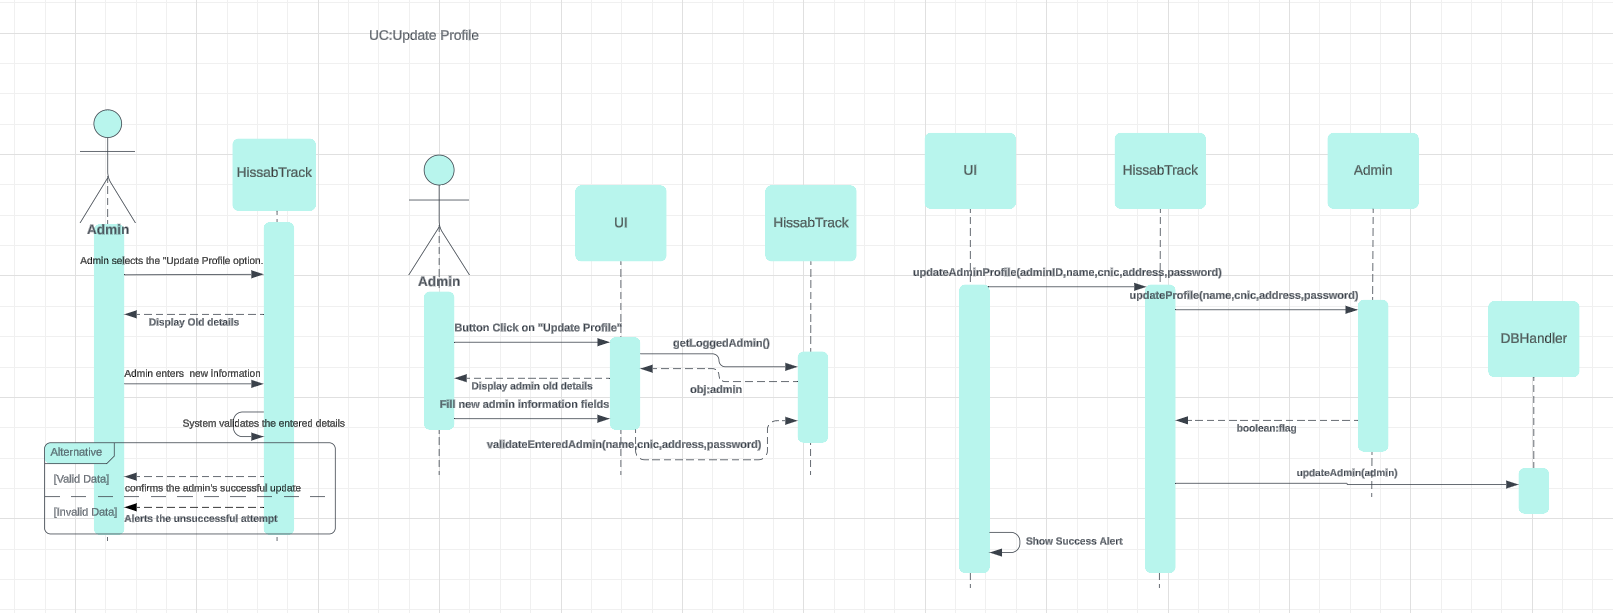 UC:Update Profile
HissabTrack
Admin
Admin selects the "Update Profile option.
Display Old details
Admin enters  new information
System validates the entered details
Alternative
[Valid Data]
confirms the admin's successful update
[Invalid Data]
Alerts the unsuccessful attempt
UI
HissabTrack
Admin
Button Click on "Update Profile"
getLoggedAdmin()
obj:admin
Display admin old details
Fill new admin information fields
validateEnteredAdmin(name,cnic,address,password)
UI
HissabTrack
Admin
updateAdminProfile(adminID,name,cnic,address,password)
updateProfile(name,cnic,address,password)
DBHandler
boolean:flag
updateAdmin(admin)
Show Success Alert